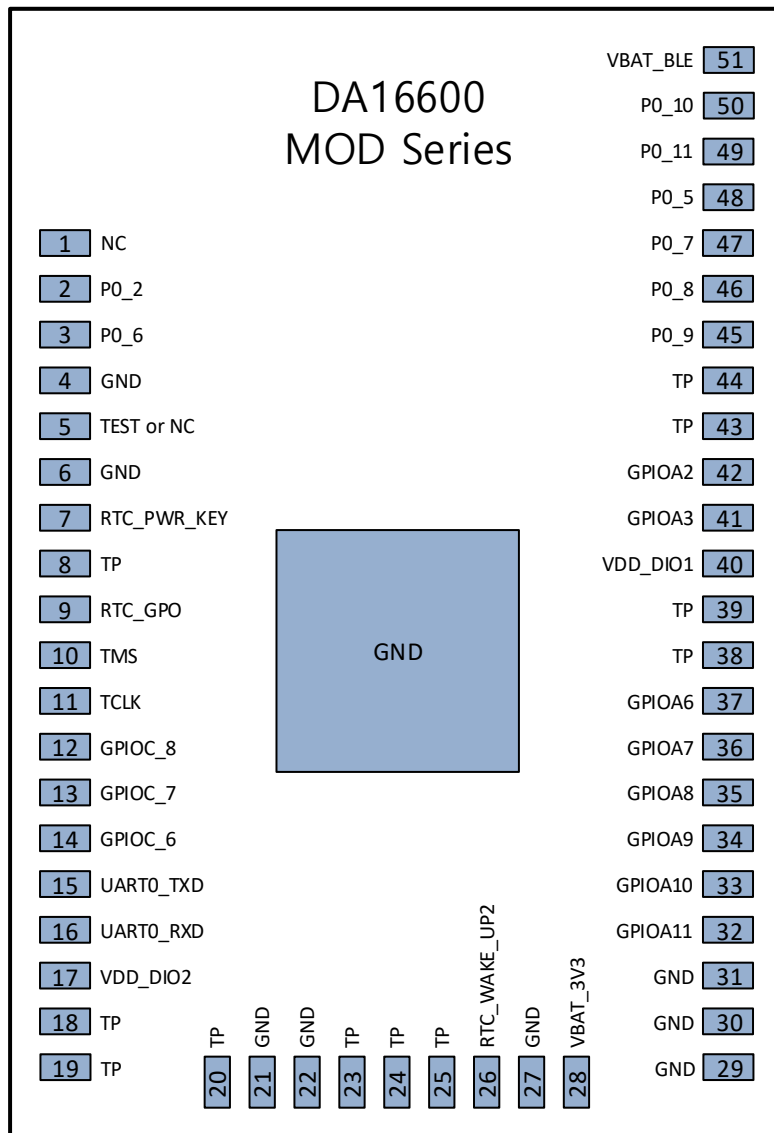 DA16600
MOD Series
1 NC
2 P0_2
3 P0_6
4 GND
5 TEST or NC
6 GND
7 RTC_PWR_KEY
8 TP
9 RTC_GPO
10 TMS
11 TCLK
12 GPIOC_8
13 GPIOC_7
14 GPIOC_6
15 UART0_TXD
16 UART0_RXD
17 VDD_DIO2
18 TP
19 TP
GND
TP 20
GND 21
GND 22
TP 23
TP 24
TP 25
RTC_WAKE_UP2 26
GND 27
VBAT_3V3 28
VBAT_BLE 51
P0_10 50
P0_11 49
P0_5 48
P0_7 47
P0_8 46
P0_9 45
TP 44
TP 43
GPIOA2 42
GPIOA3 41
VDD_DIO1 40
TP 39
TP 38
GPIOA6 37
GPIOA7 36
GPIOA8 35
GPIOA9 34
GPIOA10 33
GPIOA11 32
GND 31
GND 30
GND 29